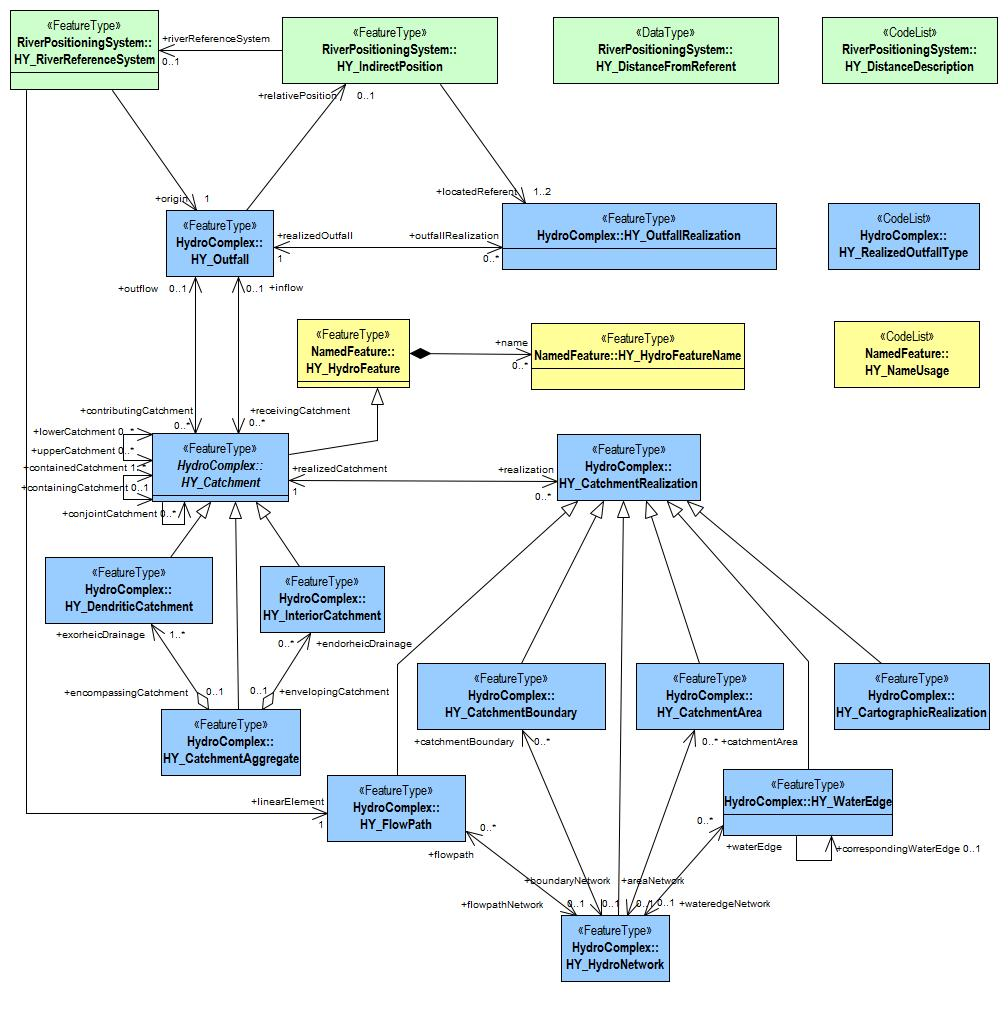 «FeatureType»
RiverPositioningSystem::
HY_RiverReferenceSystem
+riverReferenceSystem
0..1
«FeatureType»
RiverPositioningSystem::
HY_IndirectPosition
«DataType»
RiverPositioningSystem::
HY_DistanceFromReferent
«CodeList»
RiverPositioningSystem::
HY_DistanceDescription
+relativePosition
0..1
+origin
1
+locatedReferent
1..2
«FeatureType»
HydroComplex::
HY_Outfall
+realizedOutfall
1
+outfallRealization
0..*
«FeatureType»
HydroComplex::HY_OutfallRealization
«CodeList»
HydroComplex::
HY_RealizedOutfallType
+outflow
0..1
0..1
+inflow
«FeatureType»
NamedFeature::
HY_HydroFeature
+name
0..*
«FeatureType»
NamedFeature::HY_HydroFeatureName
«CodeList»
NamedFeature::
HY_NameUsage
+contributingCatchment
0..*
+receivingCatchment
0..*
+lowerCatchment 0..*
+upperCatchment 0..*
+containedCatchment 1..*
+containingCatchment 0..1
+conjointCatchment 0..*
«FeatureType»
HydroComplex::
HY_Catchment
+realizedCatchment
1
+realization
0..*
«FeatureType»
HydroComplex::
HY_CatchmentRealization
«FeatureType»
HydroComplex::
HY_DendriticCatchment
«FeatureType»
HydroComplex::
HY_InteriorCatchment
+exorheicDrainage
1..*
0..*
+endorheicDrainage
+encompassingCatchment
0..1
0..1
+envelopingCatchment
«FeatureType»
HydroComplex::
HY_CatchmentAggregate
«FeatureType»
HydroComplex::
HY_CatchmentBoundary
«FeatureType»
HydroComplex::
HY_CatchmentArea
«FeatureType»
HydroComplex::
HY_CartographicRealization
+catchmentBoundary
0..*
0..*
+catchmentArea
+linearElement
1
«FeatureType»
HydroComplex::
HY_FlowPath
«FeatureType»
HydroComplex::HY_WaterEdge
0..*
+flowpath
0..*
+waterEdge
+correspondingWaterEdge 0..1
+boundaryNetwork
+areaNetwork
+flowpathNetwork
0..1
0..1
0..1
0..1
+wateredgeNetwork
«FeatureType»
HydroComplex::
HY_HydroNetwork